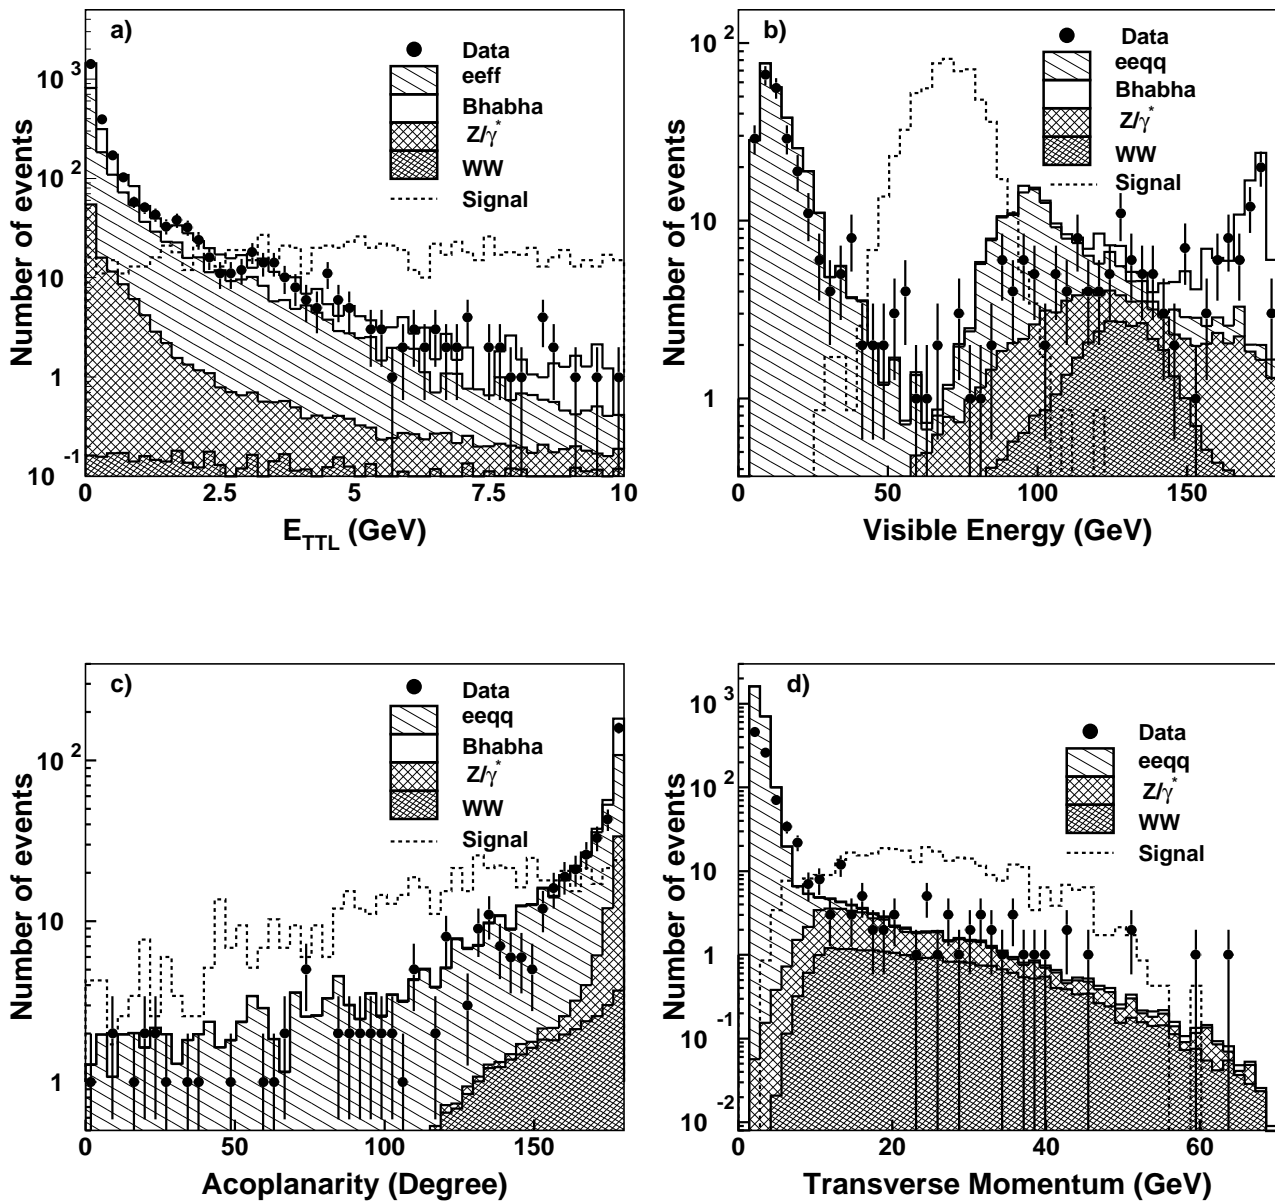 a)
Data
eeff
Bhabha
Z/γ*
WW
Signal
Number of events
10³
10²
10
1
10⁻¹
0 2.5 5 7.5 10
E_TTL (GeV)
b)
Data
eeqq
Bhabha
Z/γ*
WW
Signal
Number of events
10²
10
1
0 50 100 150
Visible Energy (GeV)
c)
Data
eeqq
Bhabha
Z/γ*
WW
Signal
Number of events
10²
10
1
0 50 100 150
Acoplanarity (Degree)
d)
Data
eeqq
Z/γ*
WW
Signal
Number of events
10³
10²
10
1
10⁻¹
10⁻²
0 20 40 60
Transverse Momentum (GeV)